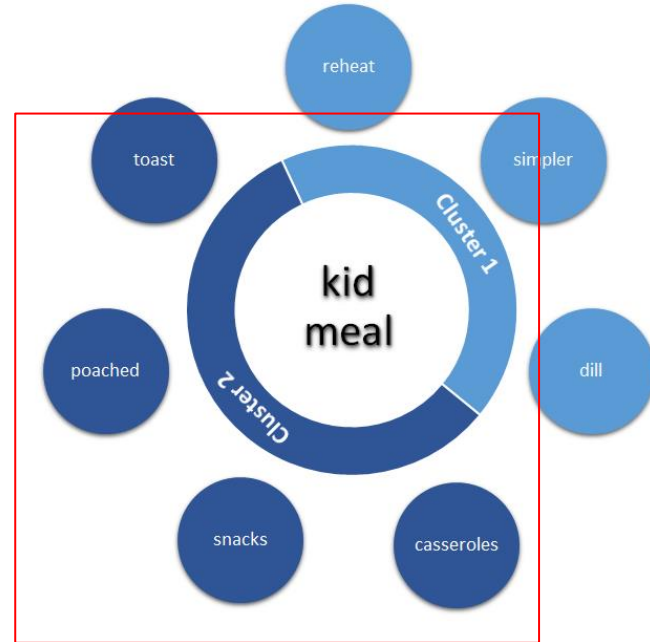 reheat
toast
simpler
Cluster 1
kid
meal
poached
dill
Cluster 2
snacks
casseroles